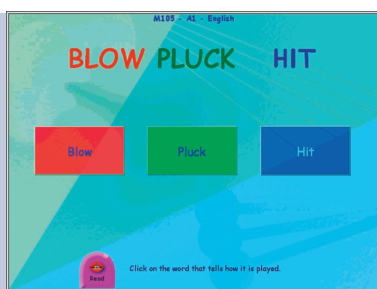 M105 - A1 - English
BLOW PLUCK HIT
Blow Pluck Hit
Click on the word that tells how it is played.
Read